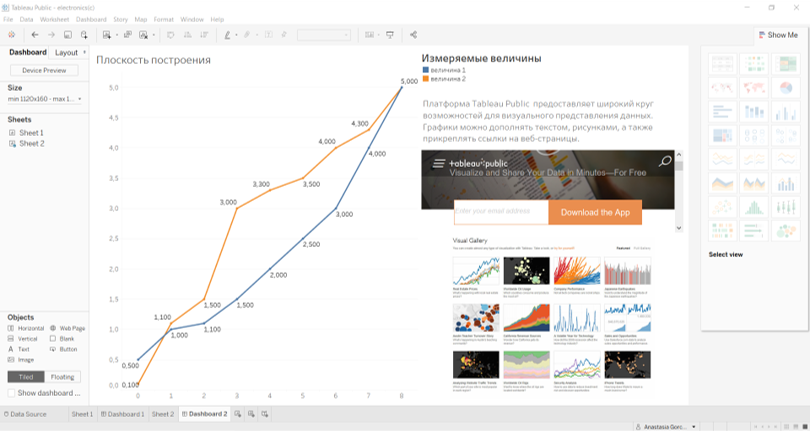 Tableau Public - electronics(c)
File Data Worksheet Dashboard Story Map Format Window Help
Show Me
Dashboard Layout
Device Preview
Size
min 1120x160 - max 1...
Sheets
Sheet 1
Sheet 2
Objects
Horizontal Web Page
Vertical Blank
Text Button
Image
Tiled Floating
Show dashboard ...
Плоскость построения
5,0
4,5
4,0
3,5
3,0
2,5
2,0
1,5
1,0
0,5
0,0
0 1 2 3 4 5 6 7 8
5,000
4,300
4,000
4,000
3,500
3,300
3,000
3,000
2,500
2,000
1,500
1,500
1,100
1,100
1,000
0,500
0,100
Измеряемые величины
величина 1
величина 2
Платформа Tableau Public предоставляет широкий круг
возможностей для визуального представления данных.
Графики можно дополнять текстом, рисунками, а также
прикреплять ссылки на веб-страницы.
+ableau public
Visualize and Share Your Data in Minutes—For Free
Enter your email address
Download the App
Visual Gallery
Select view
Data Source Sheet 1 Dashboard 1 Sheet 2 Dashboard 2
Anastasia Gorc...